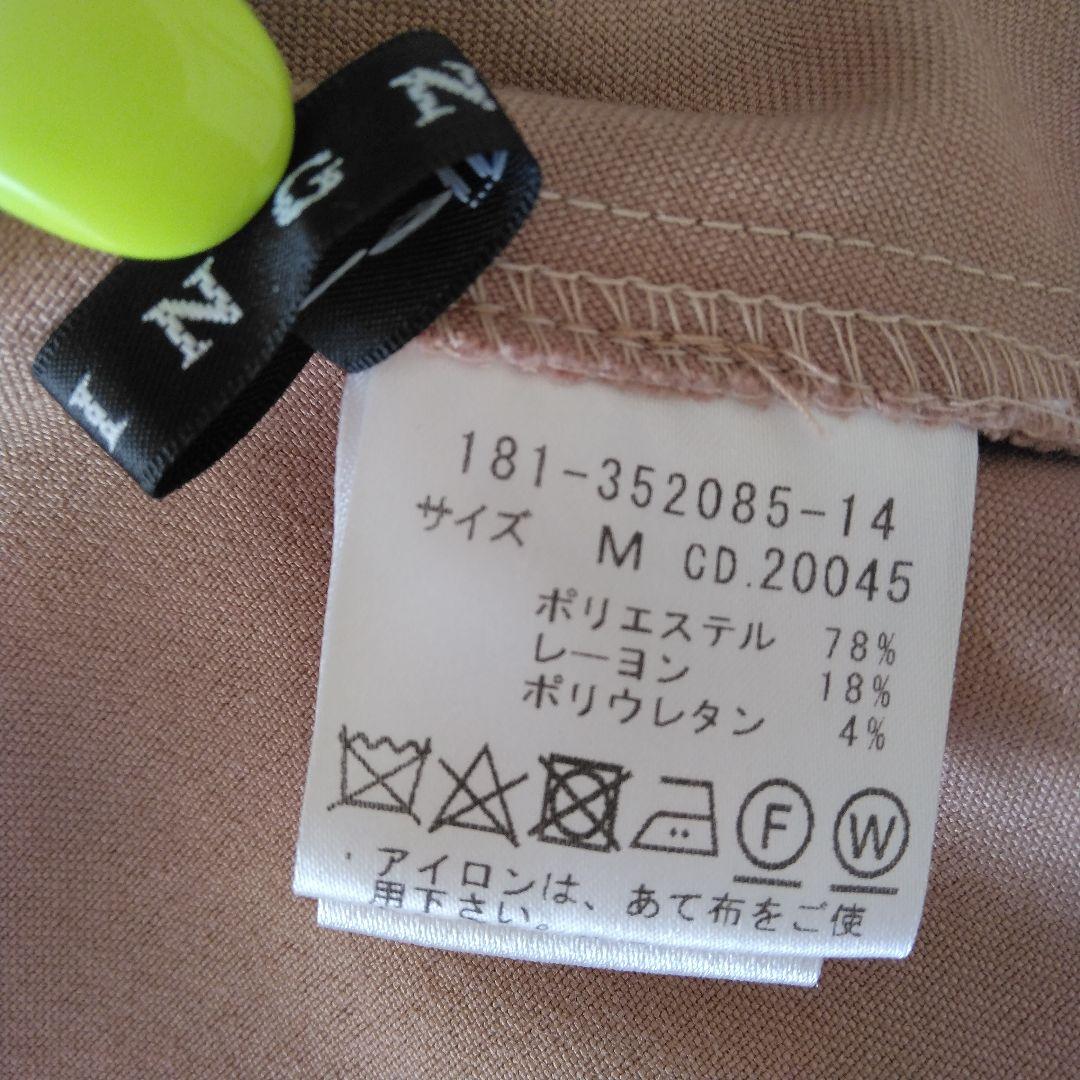 N
G
N
I
181-352085-14
サイズ M CD.20045
ポリエステル 78%
レーヨン 18%
ポリウレタン 4%
F W
・アイロンは、あて布をご使
用下さい。